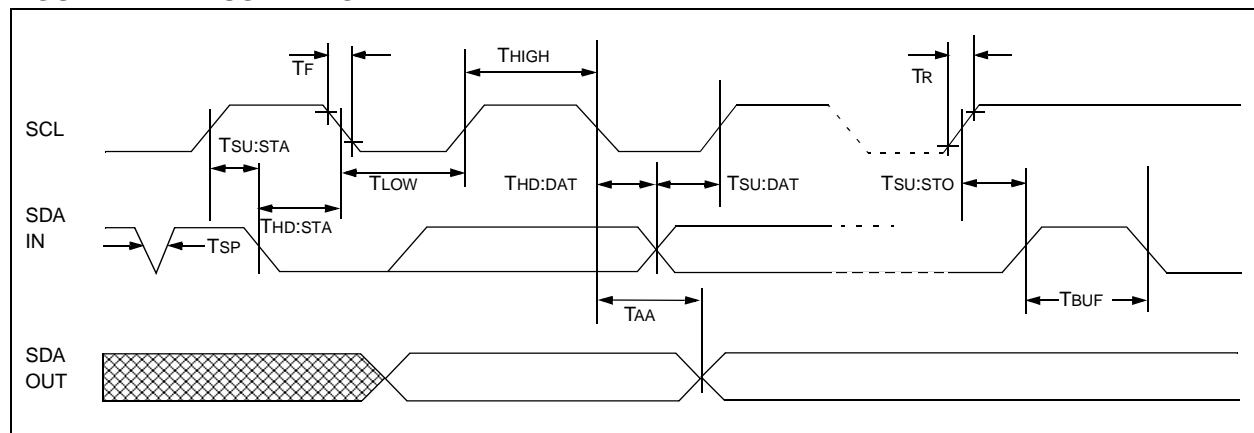 TF
THIGH
TR
SCL
TSU:STA
TLOW
THD:DAT
TSU:DAT
TSU:STO
THD:STA
SDA
IN
TSP
TAA
TBUF
SDA
OUT